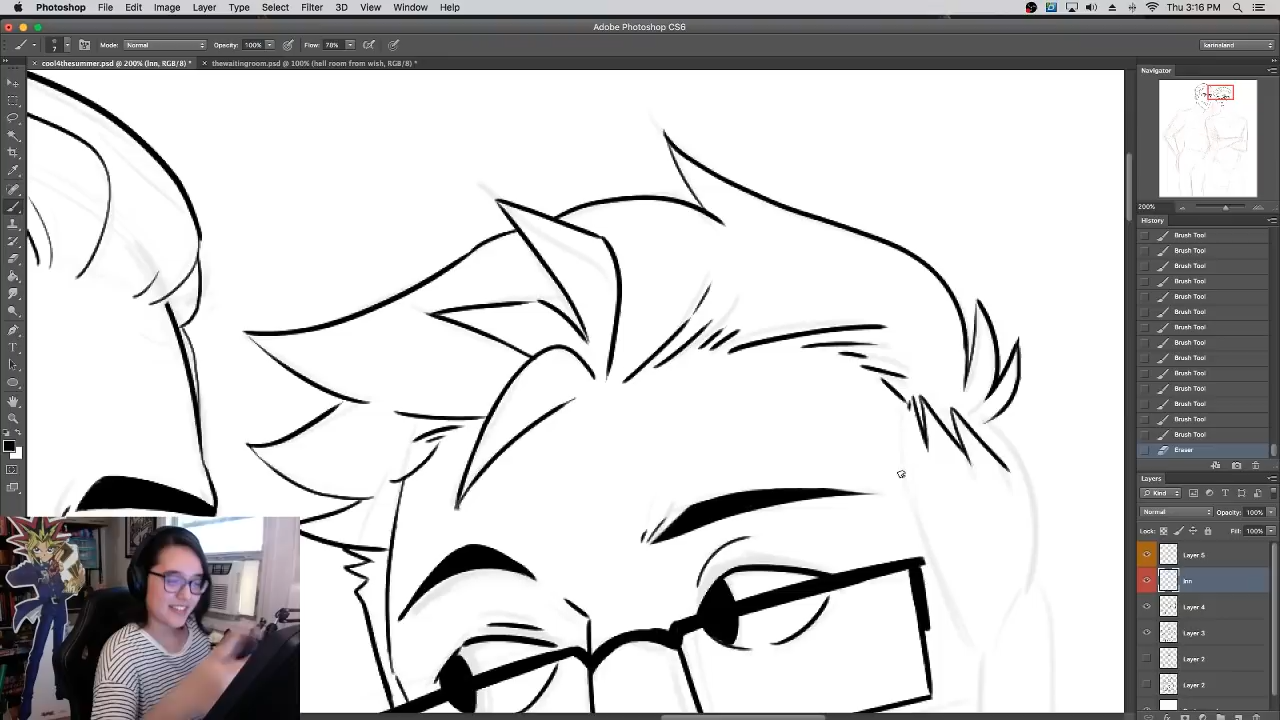 Photoshop File Edit Image Layer Type Select Filter 3D View Window Help Thu 3:16 PM
Adobe Photoshop CS6
7 Mode: Normal Opacity: 100% Flow: 78% karinsland
× cool4thesummer.psd @ 200% (Inn, RGB/8) * × thewaitingroom.psd @ 100% (hell room from wish, RGB/8) *
Navigator
200%
History
Brush Tool
Brush Tool
Brush Tool
Brush Tool
Brush Tool
Brush Tool
Brush Tool
Brush Tool
Brush Tool
Brush Tool
Brush Tool
Brush Tool
Brush Tool
Brush Tool
Eraser
Layers
Kind
Normal Opacity: 100%
Lock: Fill: 100%
Layer 5
Inn
Layer 4
Layer 3
Layer 2
Layer 2